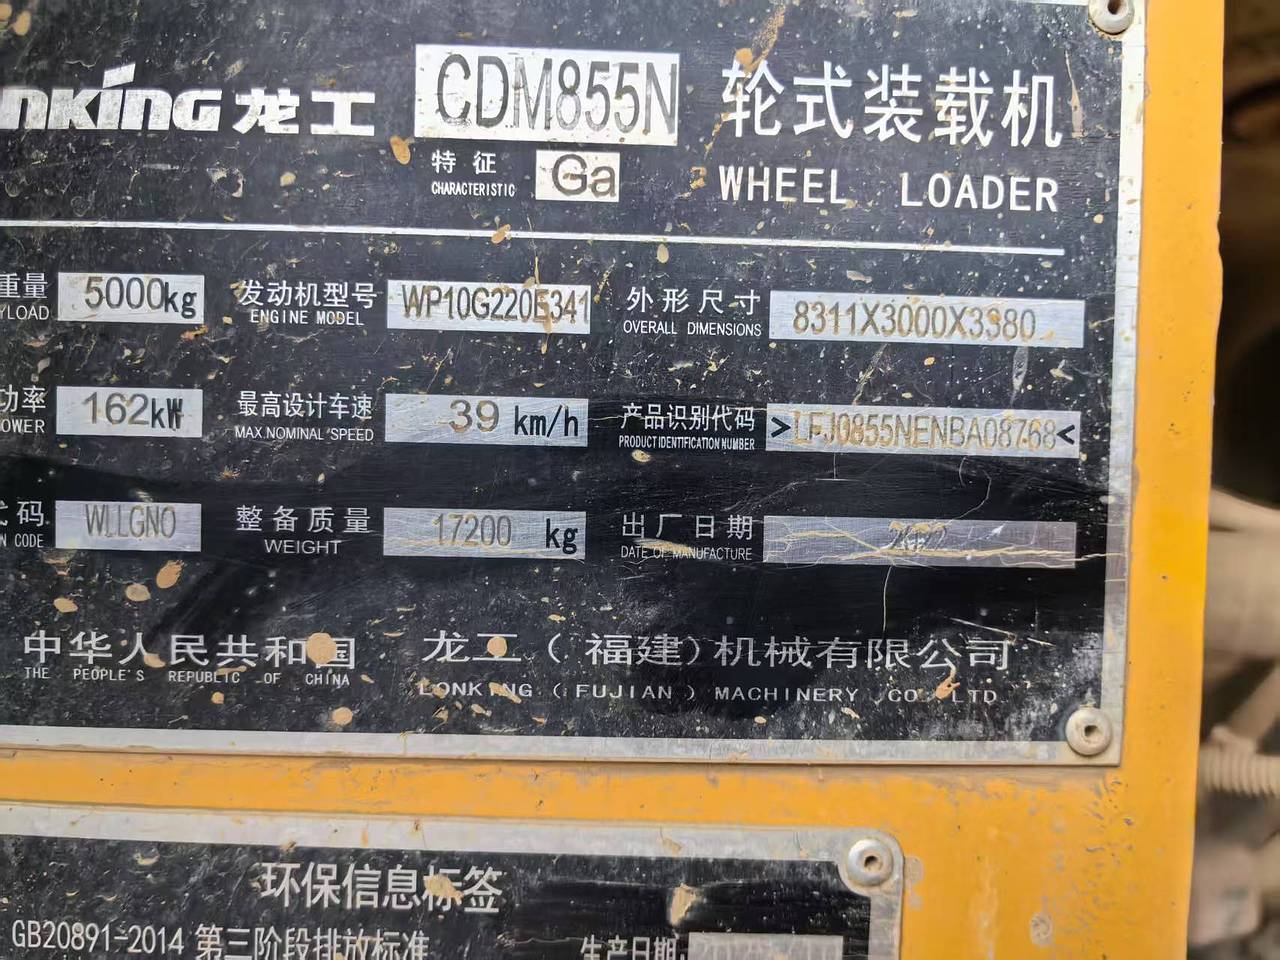 NKING 龙工 CDM855N 轮式装载机
特征 CHARACTERISTIC Ga WHEEL LOADER
重量 YLOAD 5000kg 发动机型号 ENGINE MODEL WP10G220E341 外形尺寸 OVERALL DIMENSIONS 8311X3000X3380
功率 OWER 162kW 最高设计车速 MAX.NOMINAL SPEED 39 km/h 产品识别代码 PRODUCT IDENTIFICATION NUMBER >LFJ0855NENBA08768<
码 N CODE WLLGNO 整备质量 WEIGHT 17200 kg 出厂日期 DATE OF MANUFACTURE
中华人民共和国 龙工（福建）机械有限公司
THE PEOPLE'S REPUBLIC OF CHINA LONKING (FUJIAN) MACHINERY CO LTD
环保信息标签
GB20891-2014 第三阶段排放标准 生产日期: